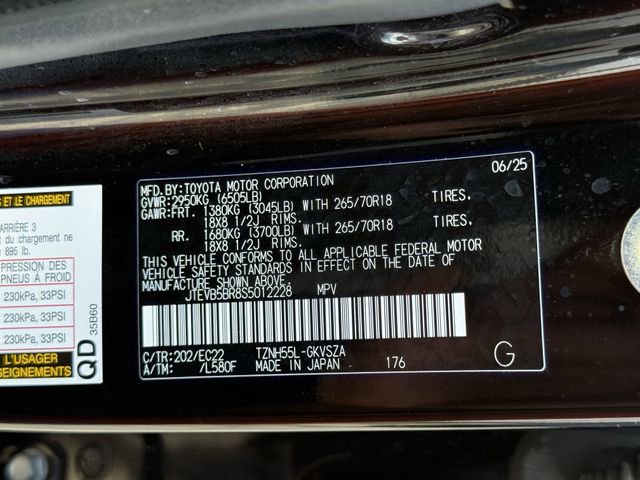 S ET LE CHARGEMENT
ARRIÈRE 3
du chargement ne
895 lb.
PRESSION DES
PNEUS À FROID
230kPa, 33PSI
230kPa, 33PSI
230kPa, 33PSI
L'USAGER
SEIGNEMENTS
QD 35B60
MFD.BY:TOYOTA MOTOR CORPORATION 06/25
GVWR:2950KG (6505LB)
GAWR:FRT. 1380KG (3045LB) WITH 265/70R18 TIRES.
18X8 1/2J RIMS.
RR. 1680KG (3700LB) WITH 265/70R18 TIRES.
18X8 1/2J RIMS.
THIS VEHICLE CONFORMS TO ALL APPLICABLE FEDERAL MOTOR
VEHICLE SAFETY STANDARDS IN EFFECT ON THE DATE OF
MANUFACTURE SHOWN ABOVE.
JTEVB5BR8S5012228 MPV
C/TR:202/EC22 TZNH55L-GKVSZA
A/TM: /L580F MADE IN JAPAN 176 G